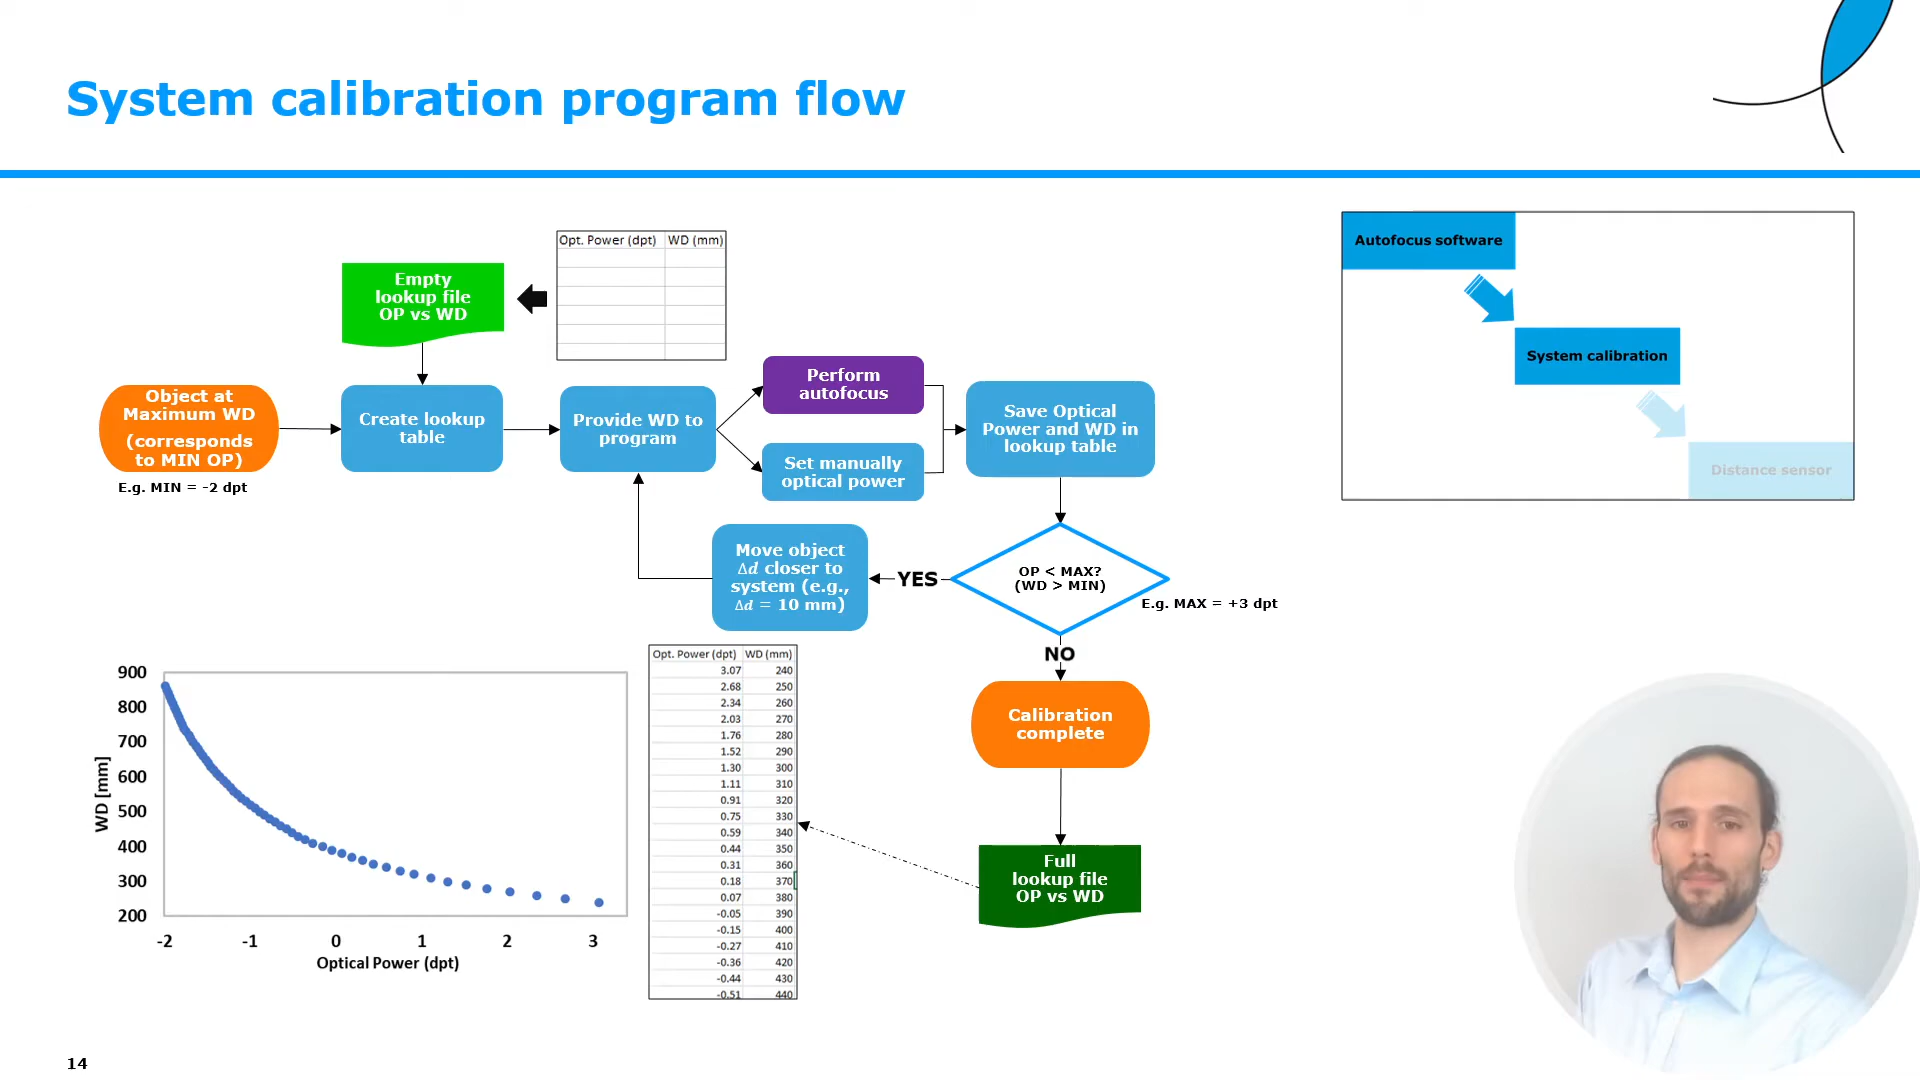 System calibration program flow
Opt. Power (dpt) WD (mm)
Empty
lookup file
OP vs WD
Object at
Maximum WD
(corresponds
to MIN OP)
E.g. MIN = -2 dpt
Create lookup
table
Provide WD to
program
Perform
autofocus
Set manually
optical power
Save Optical
Power and WD in
lookup table
OP < MAX?
(WD > MIN)
E.g. MAX = +3 dpt
YES
Move object
Δd closer to
system (e.g.,
Δd = 10 mm)
NO
Calibration
complete
Full
lookup file
OP vs WD
Autofocus software
System calibration
Distance sensor
900
800
700
600
500
400
300
200
WD [mm]
-2 -1 0 1 2 3
Optical Power (dpt)
Opt. Power (dpt) WD (mm)
3.07 240
2.68 250
2.34 260
2.03 270
1.76 280
1.52 290
1.30 300
1.11 310
0.91 320
0.75 330
0.59 340
0.44 350
0.31 360
0.18 370
0.07 380
-0.05 390
-0.15 400
-0.27 410
-0.36 420
-0.44 430
-0.51 440
14